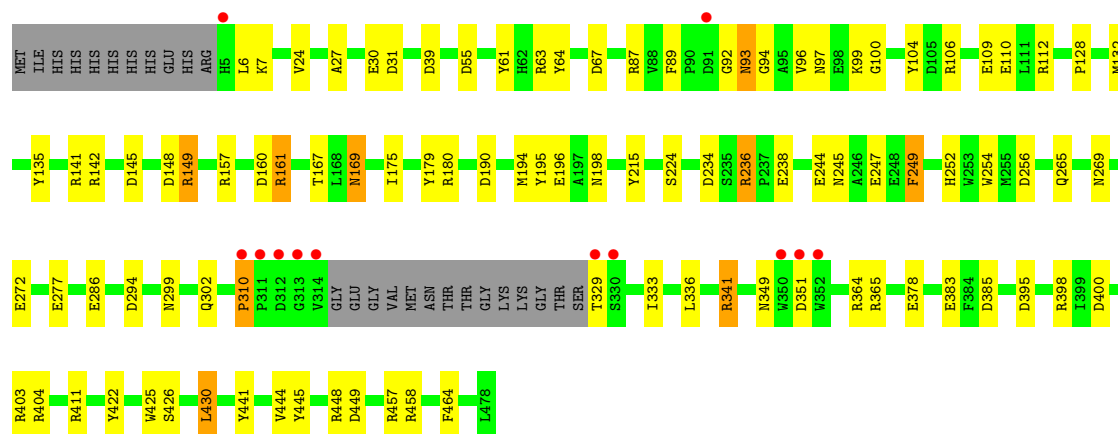 MET ILE HIS HIS HIS HIS HIS HIS GLU HIS ARG H5 L6 K7 V24 A27 E30 D31 D39 D55 Y61 H62 R63 Y64 D67 R87 V88 F89 P90 D91 G92 N93 G94 A95 V96 N97 E98 K99 G100 Y104 D105 R106 E109 E110 L111 R112 P128 M132
Y135 R141 R142 D145 D148 R149 R157 D160 R161 T167 L168 N169 I175 Y179 R180 D190 M194 Y195 E196 A197 N198 Y215 S224 D234 S235 R236 P237 E238 E244 N245 A246 E247 E248 F249 H252 W253 W254 M255 D256 Q265 N269
E272 E277 E286 D294 N299 Q302 P310 P311 D312 G313 V314 GLY GLU GLY VAL MET ASN THR THR GLY LYS LYS GLY THR SER T329 S330 I333 L336 R341 N349 W350 D351 W352 R364 R365 E378 E383 F384 D385 D395 R398 I399 D400
R403 R404 R411 Y422 W425 S426 L430 Y441 V444 Y445 R448 D449 R457 R458 F464 L478